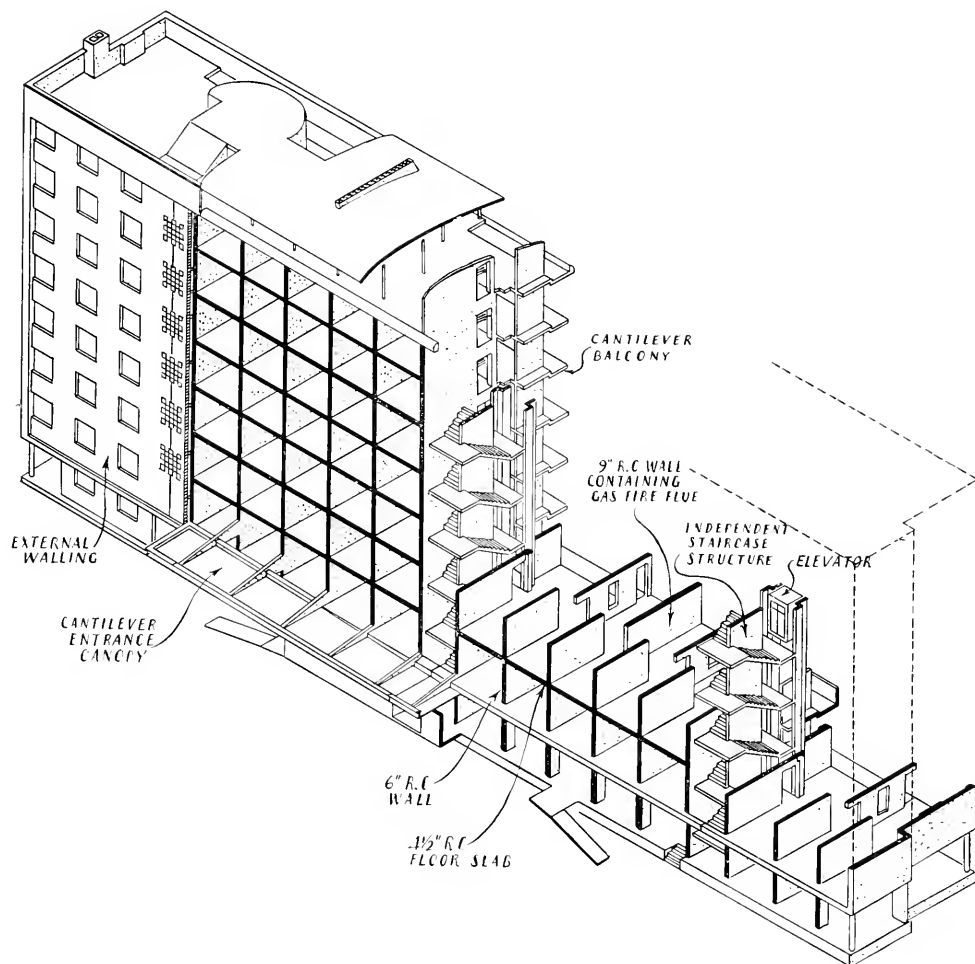 CANTILEVER
BALCONY
9" R.C WALL
CONTAINING
GAS FIRE FLUE
INDEPENDENT
STAIRCASE
STRUCTURE
ELEVATOR
EXTERNAL
WALLING
CANTILEVER
ENTRANCE
CANOPY
6" R.C
WALL
4½" R C
FLOOR SLAB